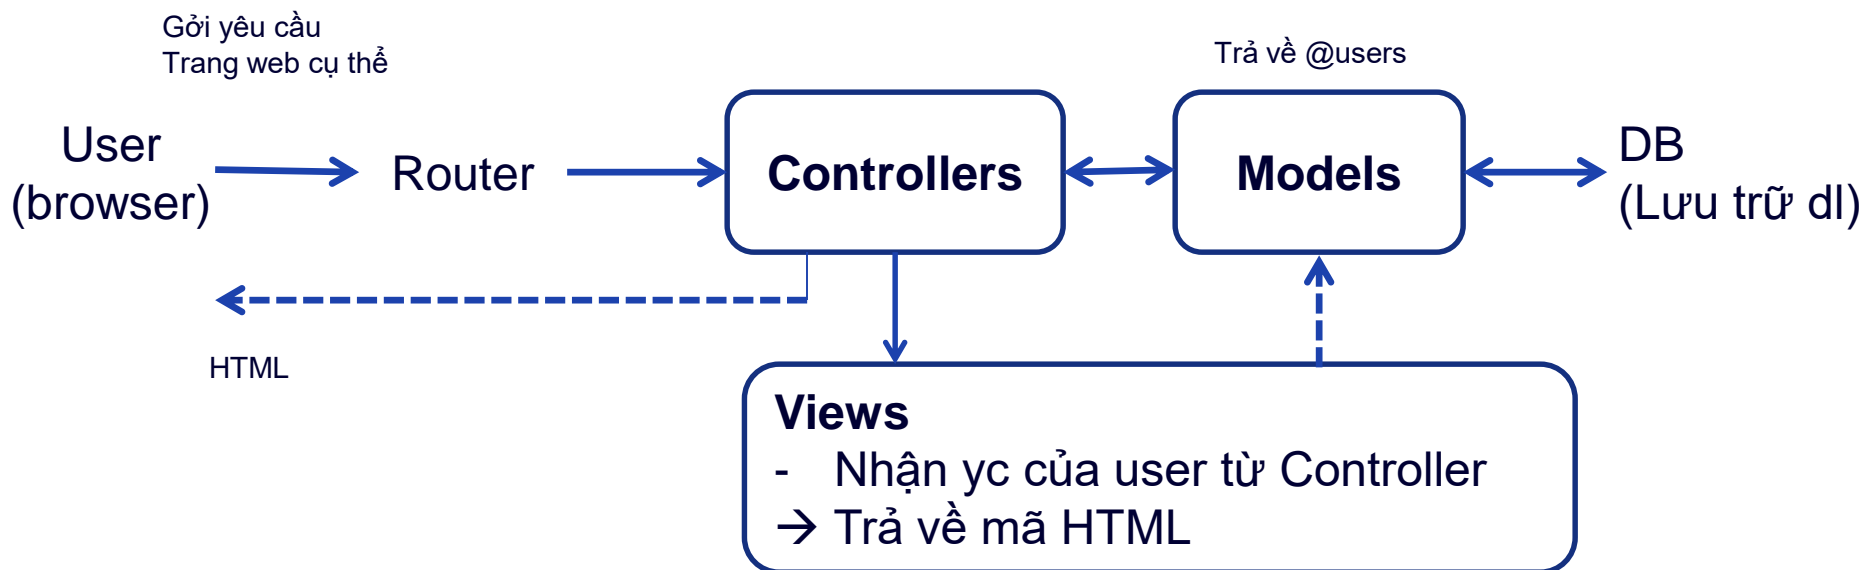 Gởi yêu cầu
Trang web cụ thể
Trả về @users
User
(browser)
Router
Controllers
Models
DB
(Lưu trữ dl)
HTML
Views
- Nhận yc của user từ Controller
→ Trả về mã HTML